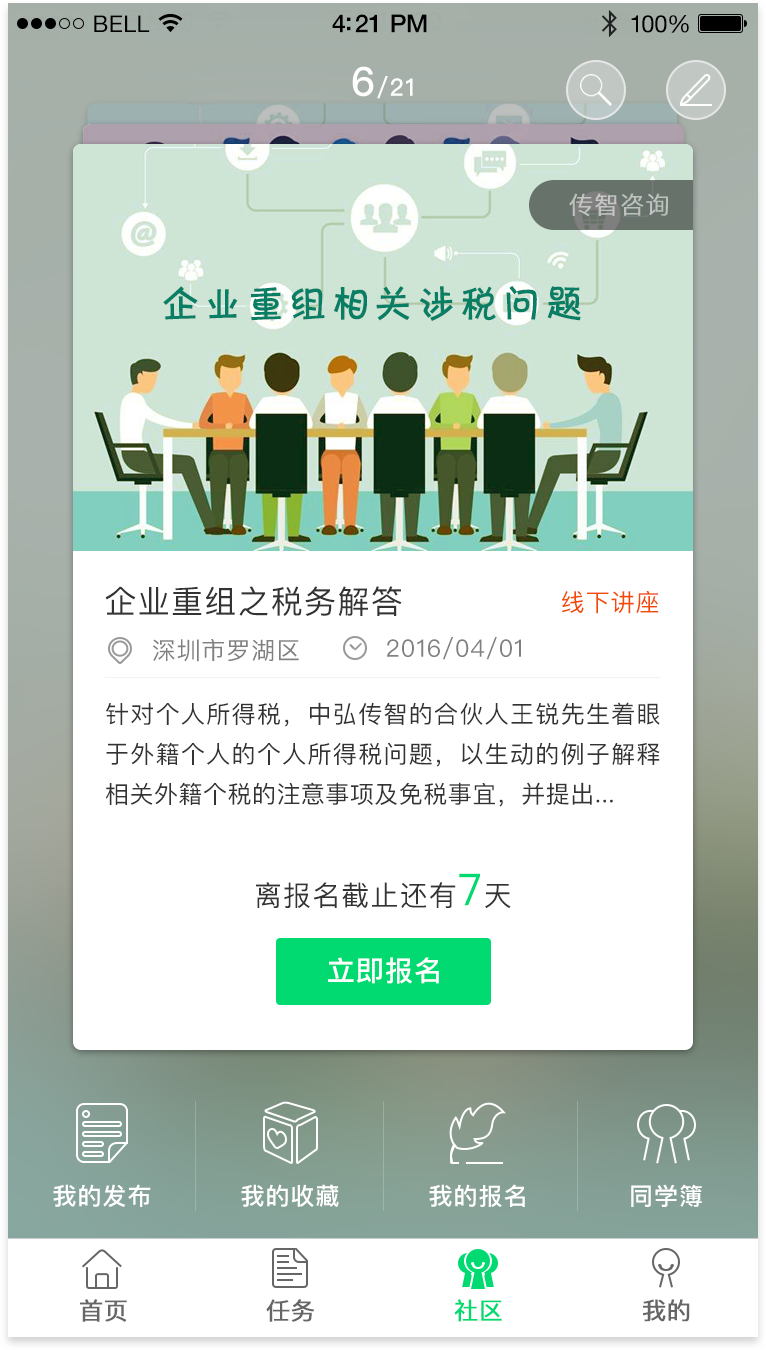 BELL 4:21 PM 100%
6/21
传智咨询
企业重组相关涉税问题
企业重组之税务解答 线下讲座
深圳市罗湖区 2016/04/01
针对个人所得税，中弘传智的合伙人王锐先生着眼
于外籍个人的个人所得税问题，以生动的例子解释
相关外籍个税的注意事项及免税事宜，并提出...
离报名截止还有7天
立即报名
我的发布 我的收藏 我的报名 同学簿
首页 任务 社区 我的